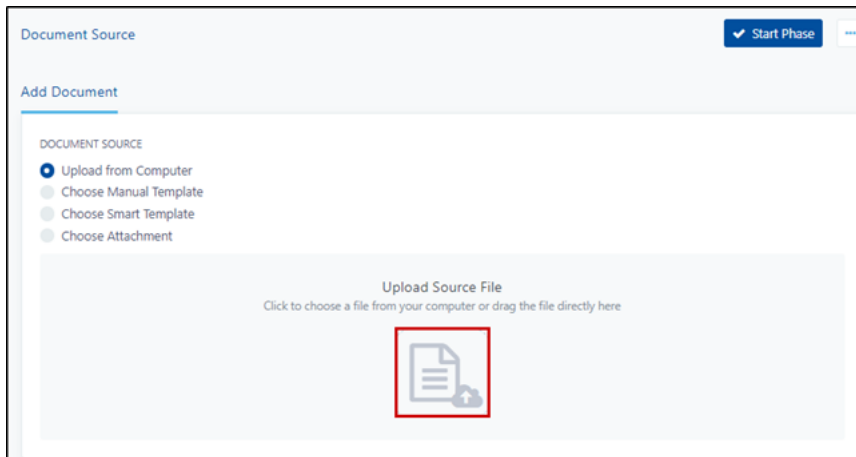 Document Source
Start Phase
Add Document
DOCUMENT SOURCE
Upload from Computer
Choose Manual Template
Choose Smart Template
Choose Attachment
Upload Source File
Click to choose a file from your computer or drag the file directly here